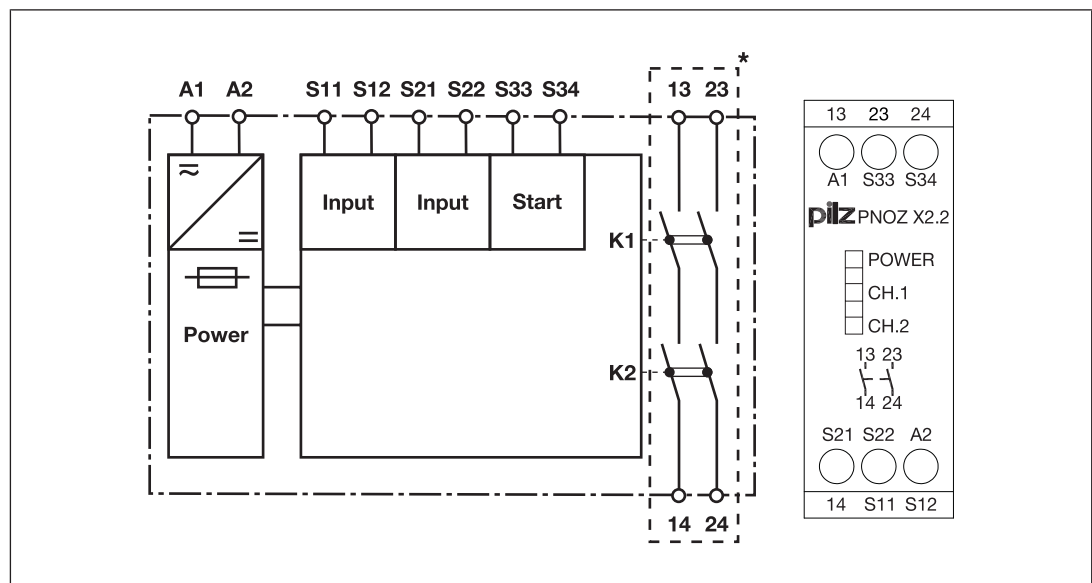 *
A1 A2 S11 S12 S21 S22 S33 S34 13 23
Input Input Start
K1
Power
K2
14 24
13 23 24
A1 S33 S34
pilz PNOZ X2.2
POWER
CH.1
CH.2
13 23
14 24
S21 S22 A2
14 S11 S12